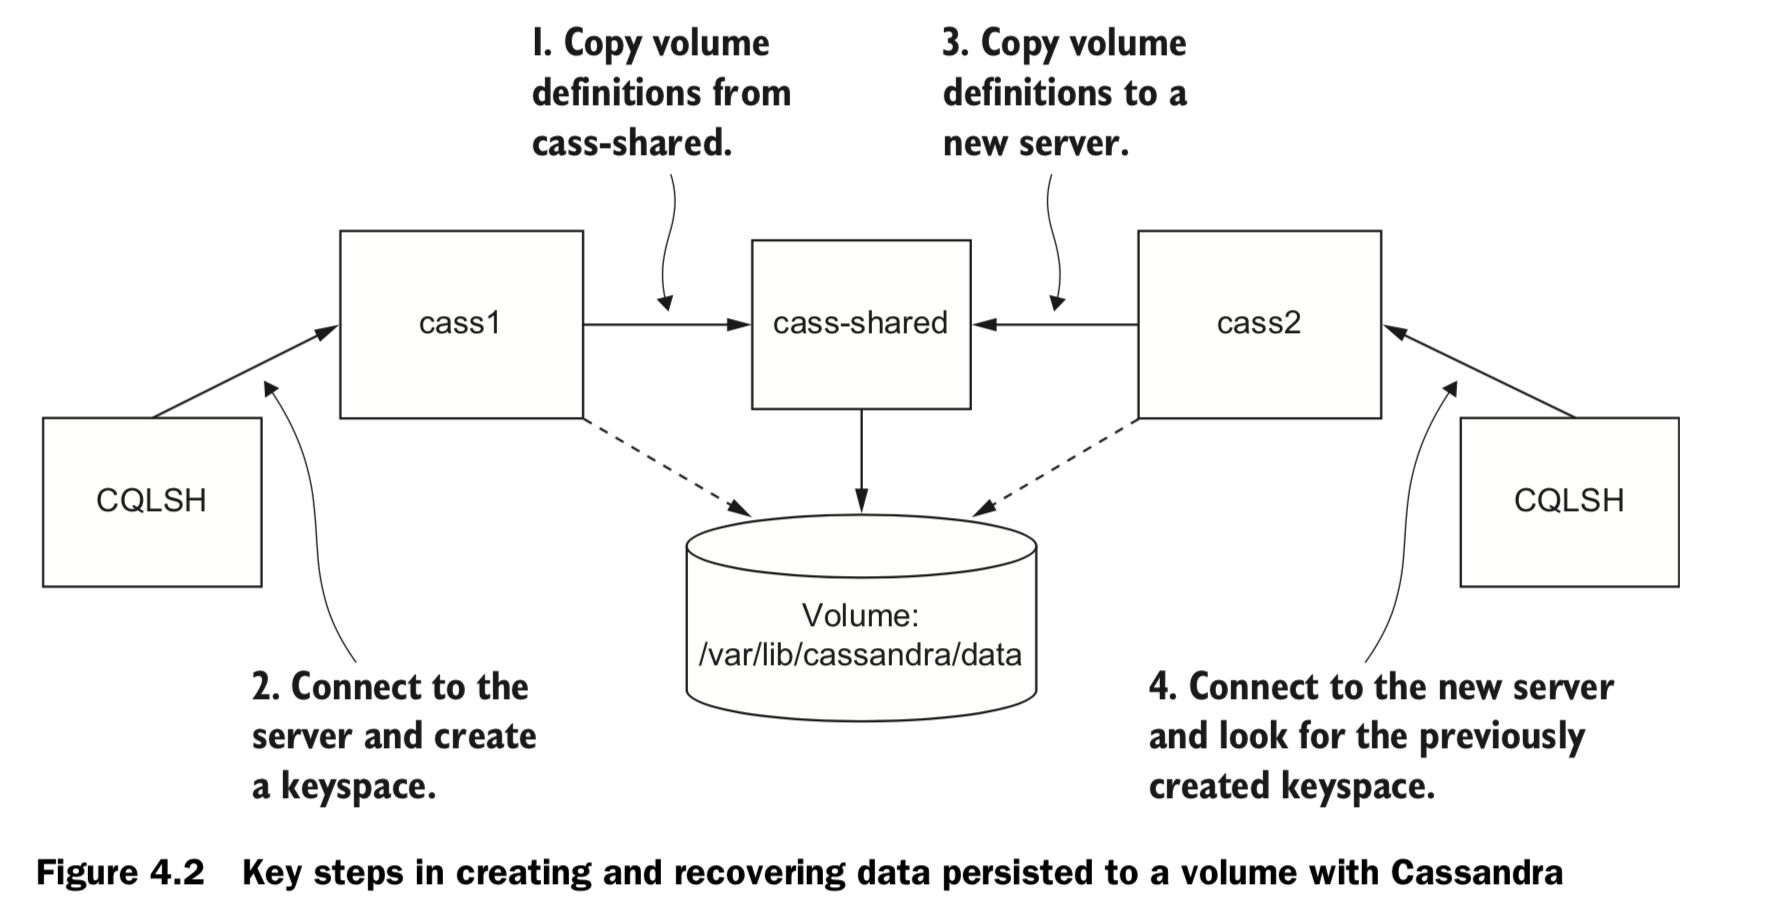 1. Copy volume
definitions from
cass-shared.
3. Copy volume
definitions to a
new server.
cass1
cass-shared
cass2
CQLSH
CQLSH
Volume:
/var/lib/cassandra/data
2. Connect to the
server and create
a keyspace.
4. Connect to the new server
and look for the previously
created keyspace.
Figure 4.2 Key steps in creating and recovering data persisted to a volume with Cassandra